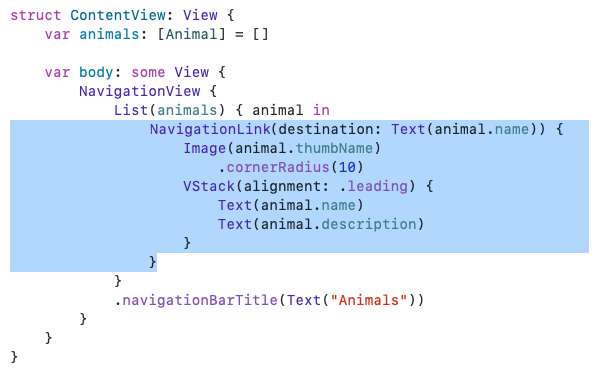 struct ContentView: View {
    var animals: [Animal] = []

    var body: some View {
        NavigationView {
            List(animals) { animal in
                NavigationLink(destination: Text(animal.name)) {
                    Image(animal.thumbName)
                        .cornerRadius(10)
                    VStack(alignment: .leading) {
                        Text(animal.name)
                        Text(animal.description)
                    }
                }
            }
            .navigationBarTitle(Text("Animals"))
        }
    }
}